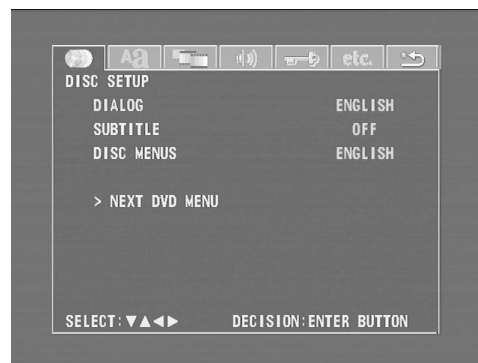 Aa etc.
DISC SETUP
DIALOG ENGLISH
SUBTITLE OFF
DISC MENUS ENGLISH
> NEXT DVD MENU
SELECT:▼▲◀▶ DECISION:ENTER BUTTON